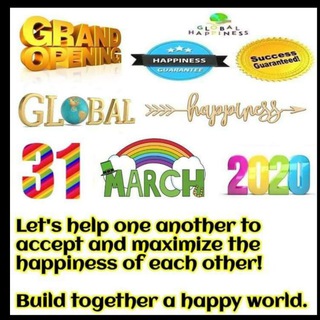 GRAND
OPENING
GLOBAL
HAPPINESS
HAPPINESS
GUARANTEE
Success
Guaranteed!
GLOBAL
happiness
31
MARCH
2020
Let's help one another to
accept and maximize the
happiness of each other!
Build together a happy world.